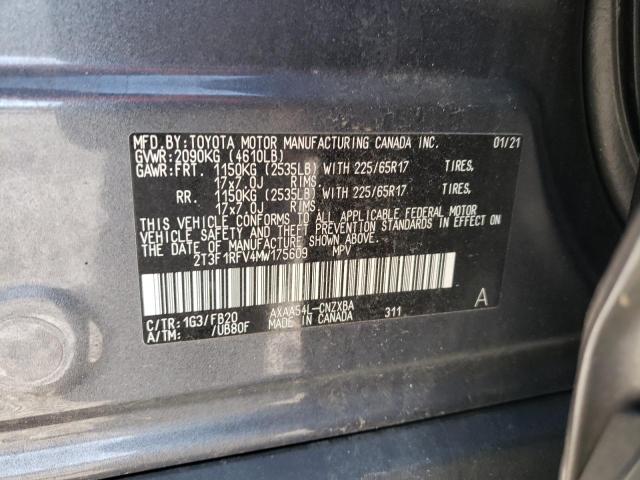 MFD.BY:TOYOTA MOTOR MANUFACTURING CANADA INC. 01/21
GVWR:2090KG (4610LB)
GAWR:FRT. 1150KG (2535LB) WITH 225/65R17 TIRES,
17x7.0J RIMS.
RR. 1150KG (2535LB) WITH 225/65R17 TIRES,
17x7.0J RIMS.
THIS VEHICLE CONFORMS TO ALL APPLICABLE FEDERAL MOTOR
VEHICLE SAFETY AND THEFT PREVENTION STANDARDS IN EFFECT ON
THE DATE OF MANUFACTURE SHOWN ABOVE.
2T3F1RFV4MW175609 MPV
C/TR:1G3/FB20 AXAA54L-CNZXBA 311 A
A/TM: /UB80F MADE IN CANADA